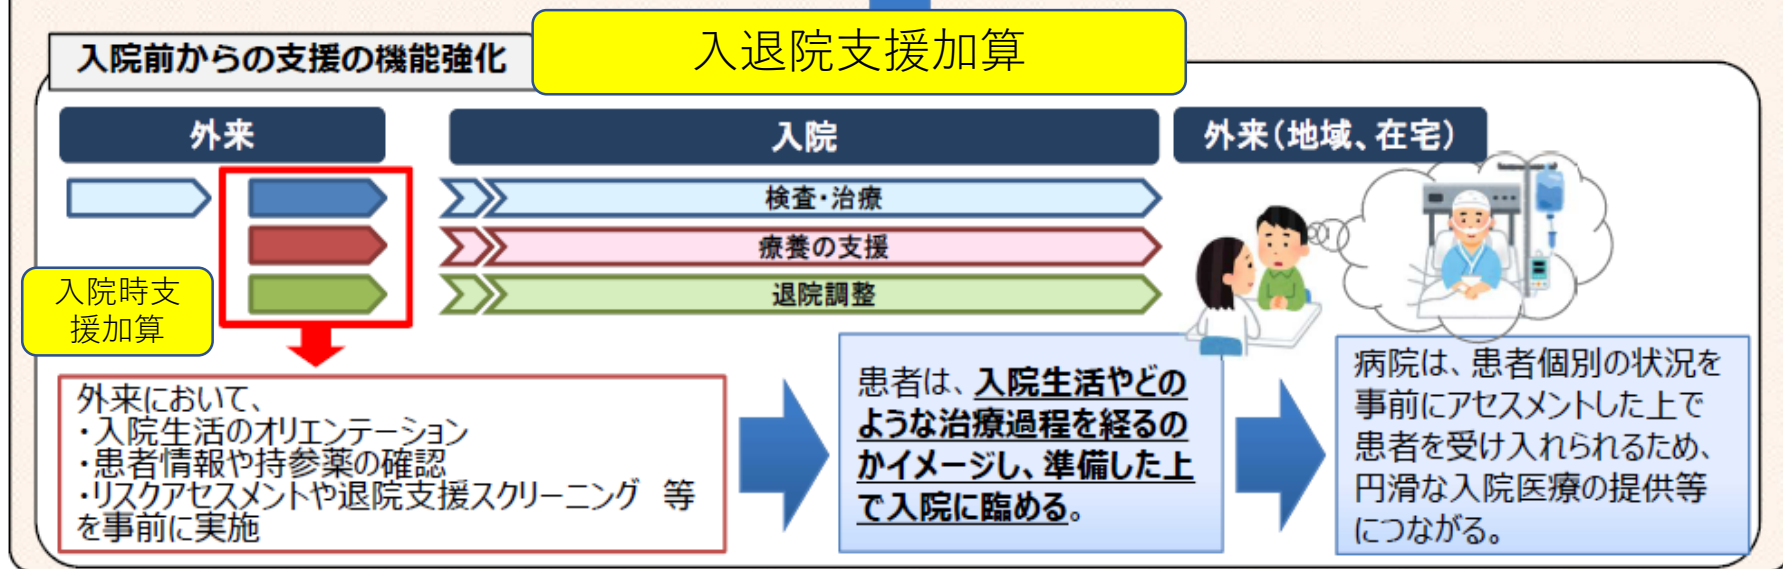 入退院支援加算
入院前からの支援の機能強化
外来
入院
外来(地域、在宅)
検査・治療
療養の支援
退院調整
入院時支
援加算
外来において、
・入院生活のオリエンテーション
・患者情報や持参薬の確認
・リスクアセスメントや退院支援スクリーニング 等
を事前に実施
患者は、入院生活やどの
ような治療過程を経るの
かイメージし、準備した上
で入院に臨める。
病院は、患者個別の状況を
事前にアセスメントした上で
患者を受け入れられるため、
円滑な入院医療の提供等
につながる。